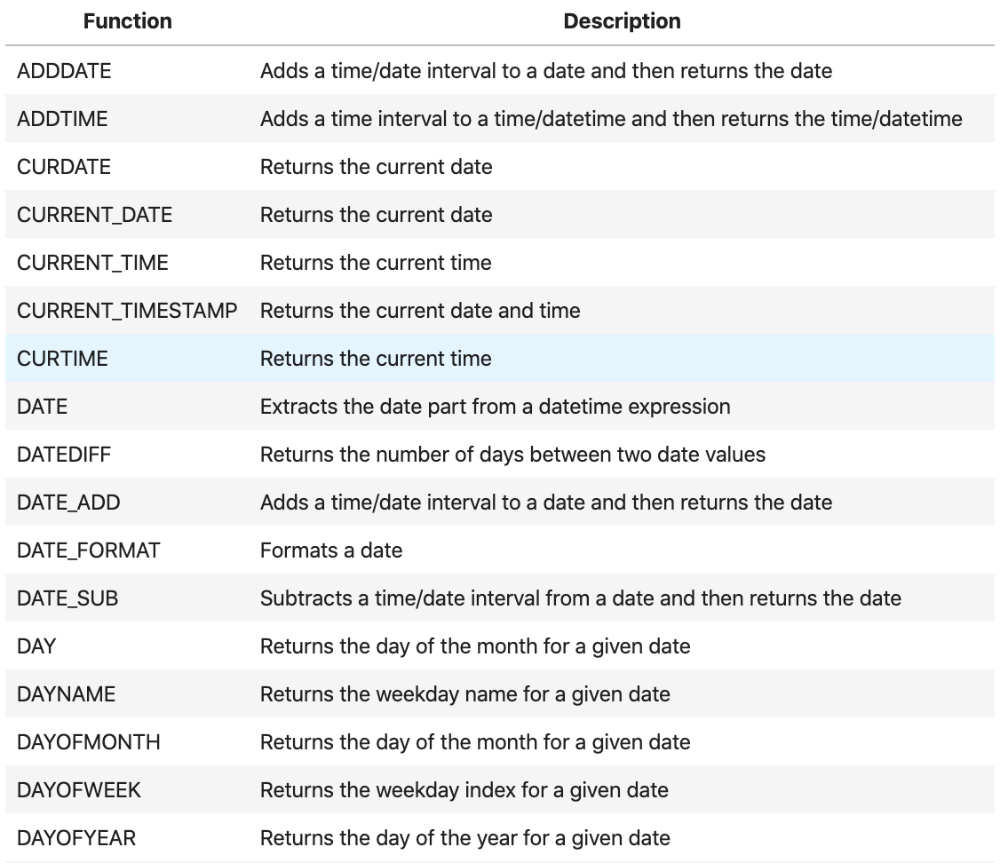 Function Description
ADDDATE Adds a time/date interval to a date and then returns the date
ADDTIME Adds a time interval to a time/datetime and then returns the time/datetime
CURDATE Returns the current date
CURRENT_DATE Returns the current date
CURRENT_TIME Returns the current time
CURRENT_TIMESTAMP Returns the current date and time
CURTIME Returns the current time
DATE Extracts the date part from a datetime expression
DATEDIFF Returns the number of days between two date values
DATE_ADD Adds a time/date interval to a date and then returns the date
DATE_FORMAT Formats a date
DATE_SUB Subtracts a time/date interval from a date and then returns the date
DAY Returns the day of the month for a given date
DAYNAME Returns the weekday name for a given date
DAYOFMONTH Returns the day of the month for a given date
DAYOFWEEK Returns the weekday index for a given date
DAYOFYEAR Returns the day of the year for a given date